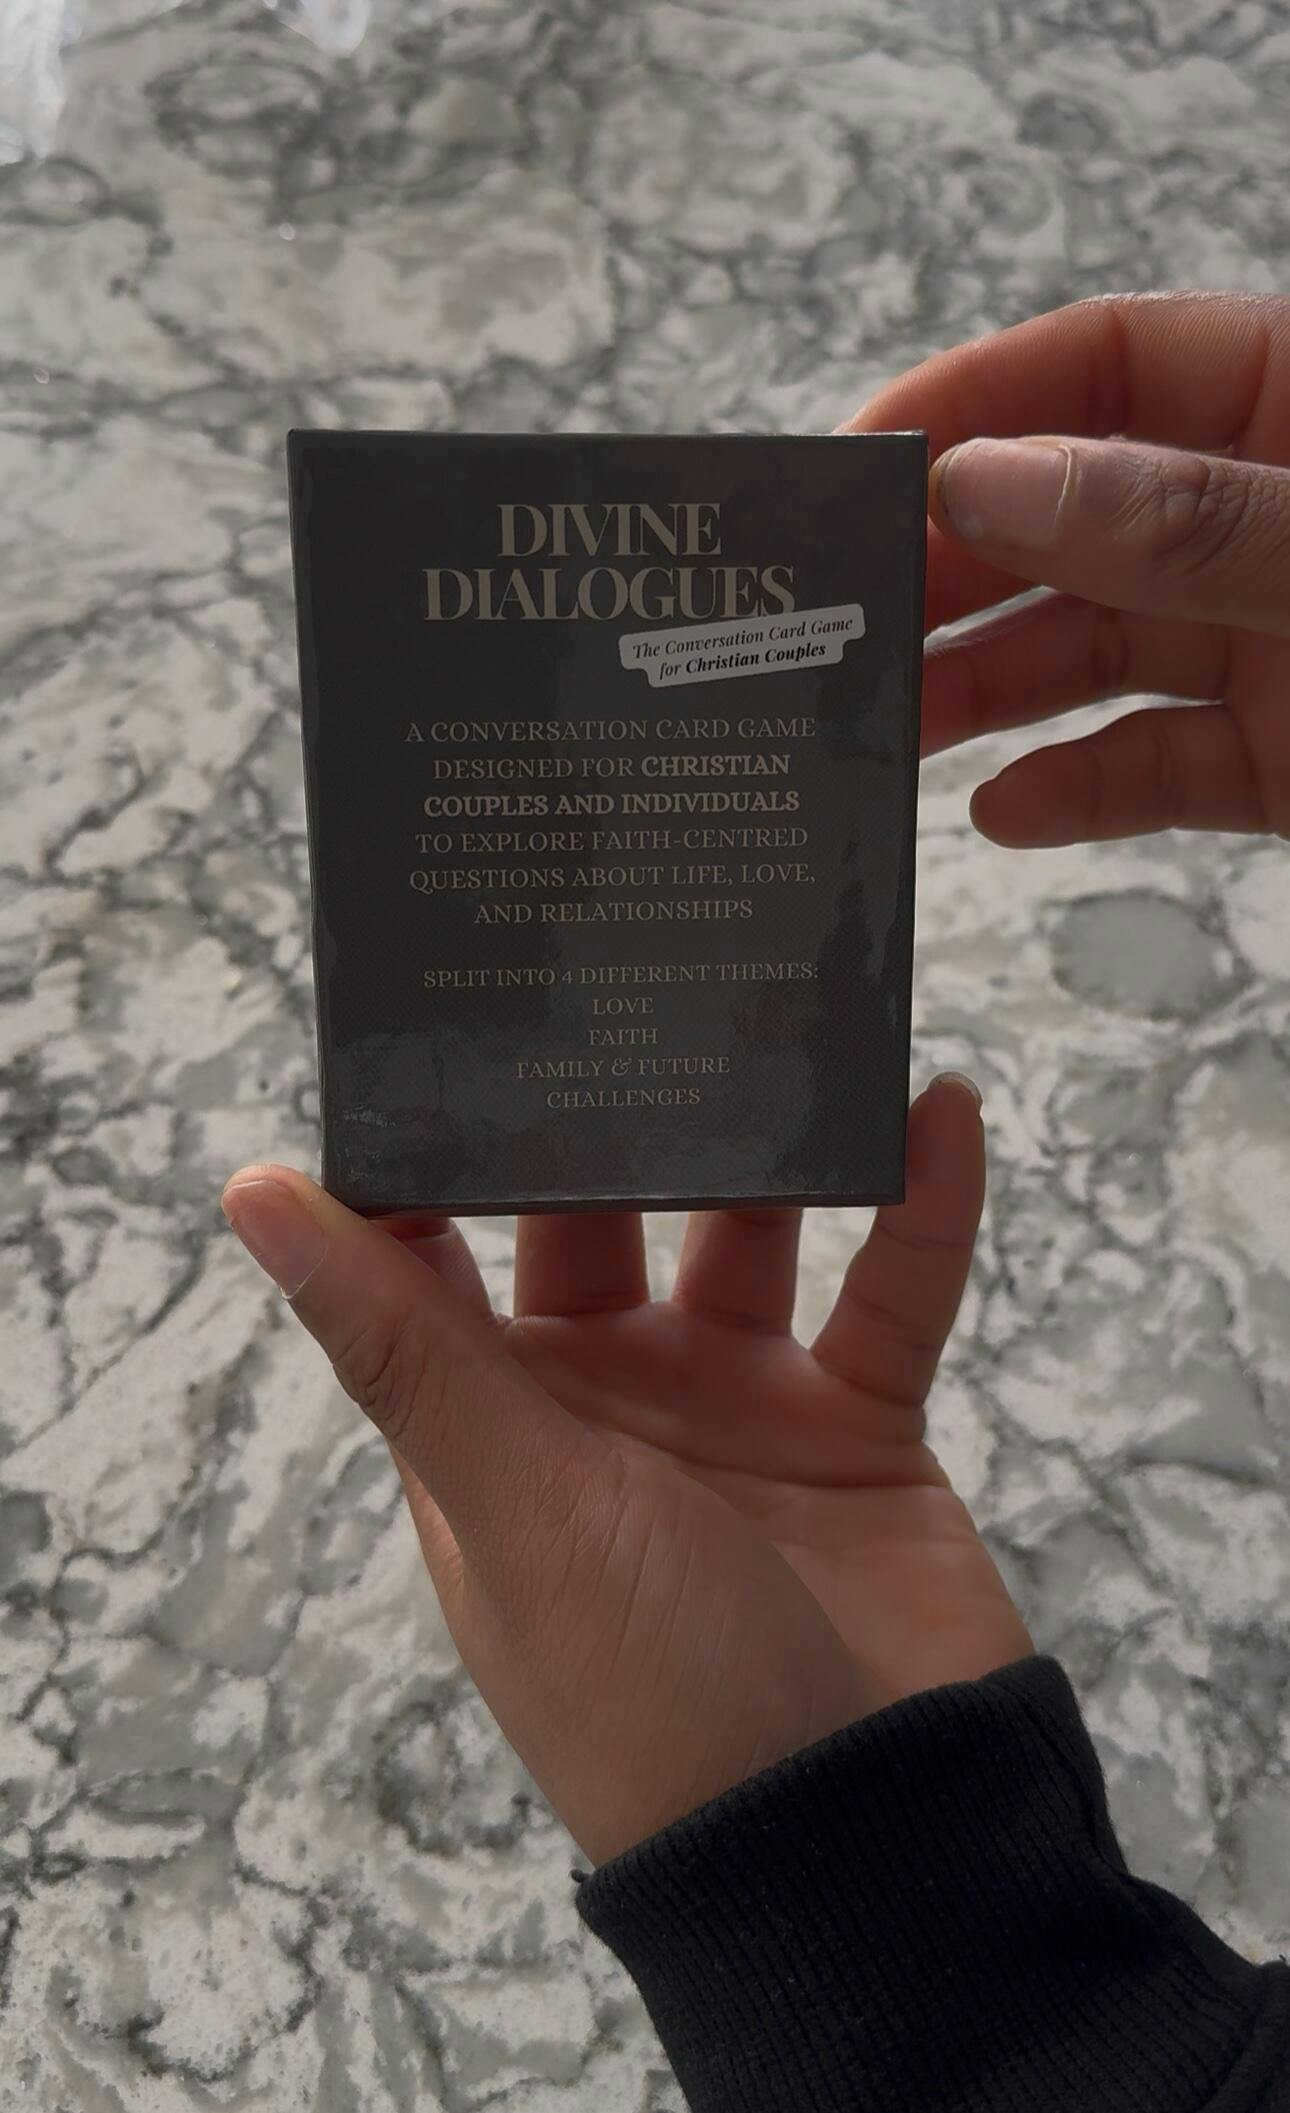 DIVINE
DIALOGUES
The Conversation Card Game
for Christian Couples
A CONVERSATION CARD GAME
DESIGNED FOR CHRISTIAN
COUPLES AND INDIVIDUALS
TO EXPLORE FAITH-CENTRED
QUESTIONS ABOUT LIFE, LOVE,
AND RELATIONSHIPS
SPLIT INTO 4 DIFFERENT THEMES:
LOVE
FAITH
FAMILY & FUTURE
CHALLENGES